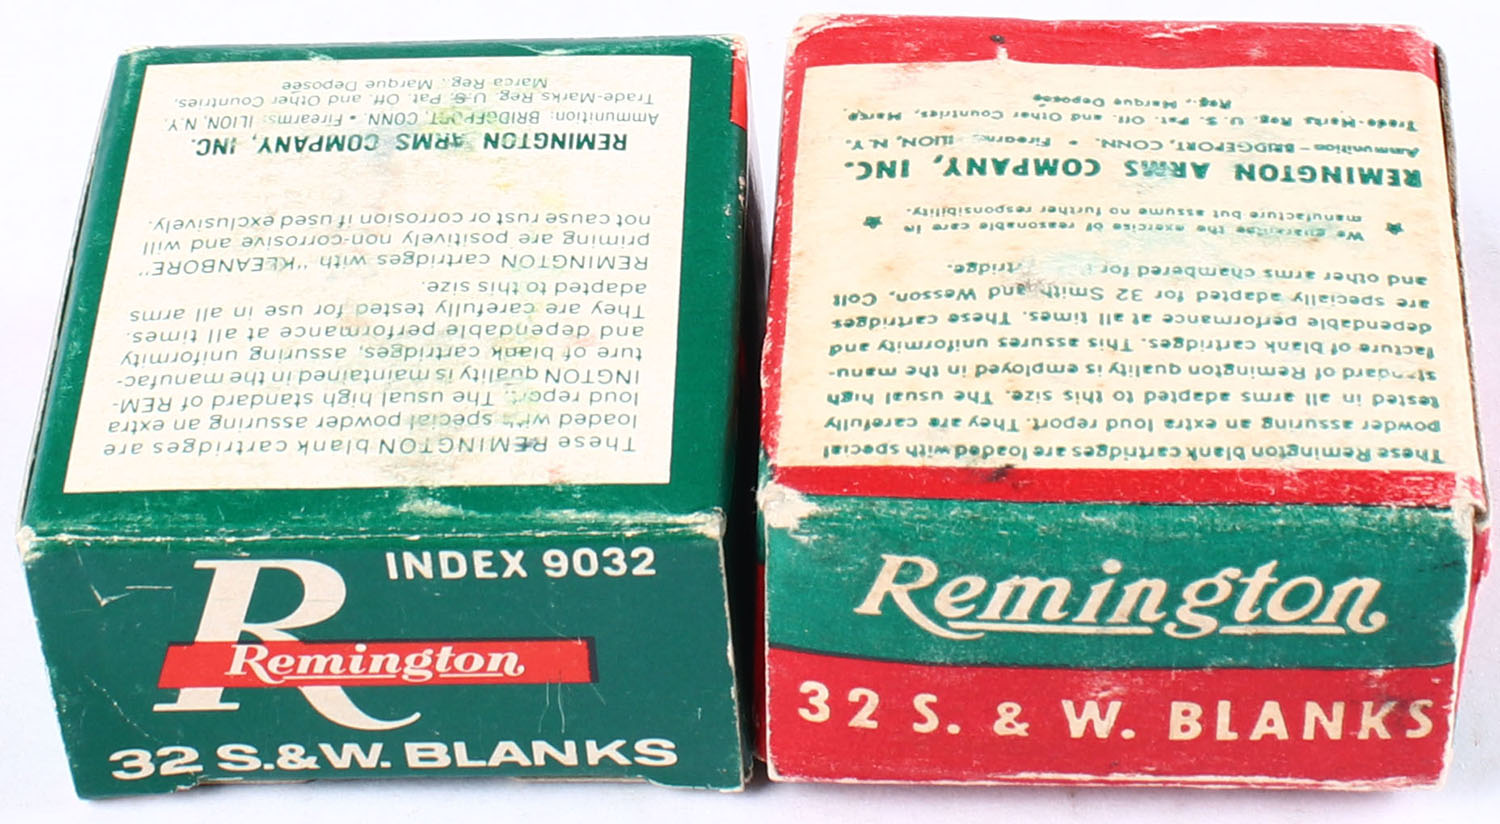 These REMINGTON blank cartridges are
loaded with special powder assuring an extra
loud report. The usual high standard of REM-
INGTON quality is maintained in the manufac-
ture of blank cartridges, assuring uniformity
and dependable performance at all times.
They are carefully tested for use in all arms
adapted to this size.
REMINGTON cartridges with "KLEANBORE"
priming are positively non-corrosive and will
not cause rust or corrosion if used exclusively.
REMINGTON ARMS COMPANY, INC.
Ammunition: BRIDGEPORT, CONN. • Firearms: ILION, N.Y.
Trade-Marks Reg. U.S. Pat. Off. and Other Countries,
Marca Reg., Marque Deposée
INDEX 9032
R
Remington
32 S.&W. BLANKS
These Remington blank cartridges are loaded with special
powder assuring an extra loud report. They are carefully
tested in all arms adapted to this size. The usual high
standard of Remington quality is employed in the manu-
facture of blank cartridges. This assures uniformity and
dependable performance at all times. These cartridges
are specially adapted for 32 Smith and Wesson, Colt
and other arms chambered for
★ We guarantee the exercise of reasonable care in ★
manufacture but assume no further responsibility.
REMINGTON ARMS COMPANY, INC.
Ammunition—BRIDGEPORT, CONN. • Firearms ILION, N.Y.
Trade-Marks Reg. U. S. Pat. Off. and Other Countries, Marca
Reg., Marque Deposée
Remington
32 S. & W. BLANKS